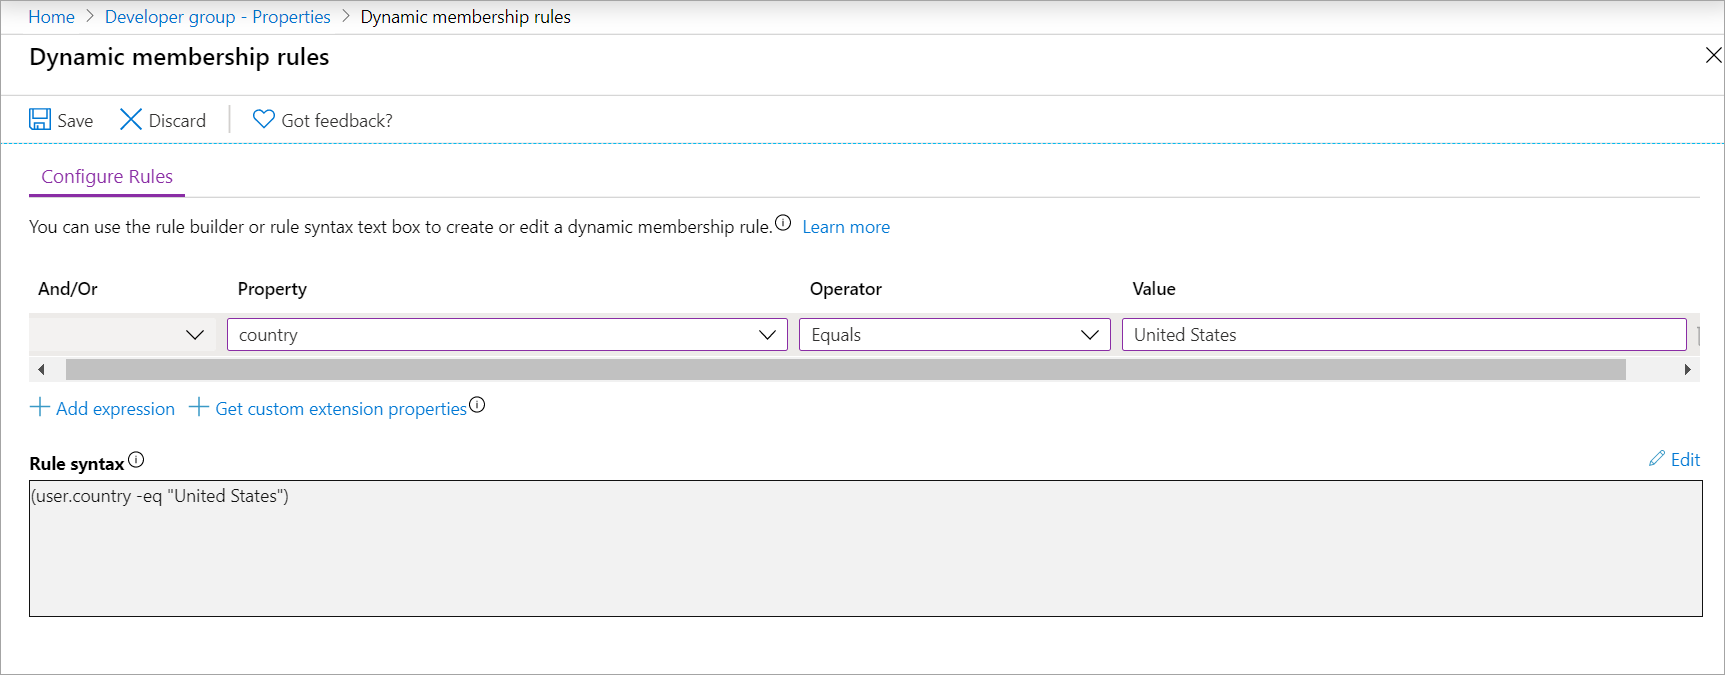 Home > Developer group - Properties > Dynamic membership rules
Dynamic membership rules
Save Discard Got feedback?
Configure Rules
You can use the rule builder or rule syntax text box to create or edit a dynamic membership rule. Learn more
And/Or Property Operator Value
country Equals United States
Add expression Get custom extension properties
Rule syntax Edit
(user.country -eq "United States")